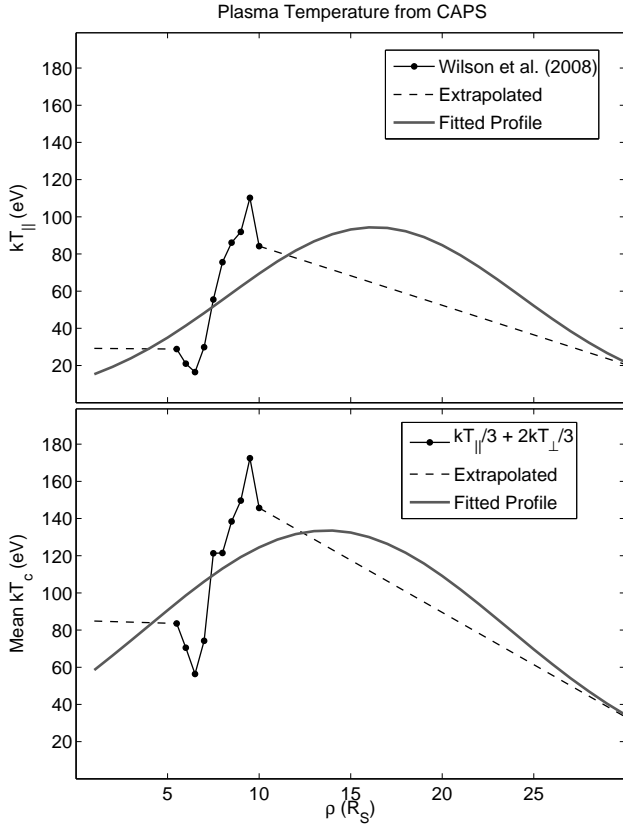 Plasma Temperature from CAPS
180
160
140
120
100
80
60
40
20
kT|| (eV)
Wilson et al. (2008)
Extrapolated
Fitted Profile
180
160
140
120
100
80
60
40
20
Mean kTc (eV)
kT||/3 + 2kT⊥/3
Extrapolated
Fitted Profile
5 10 15 20 25
ρ (RS)